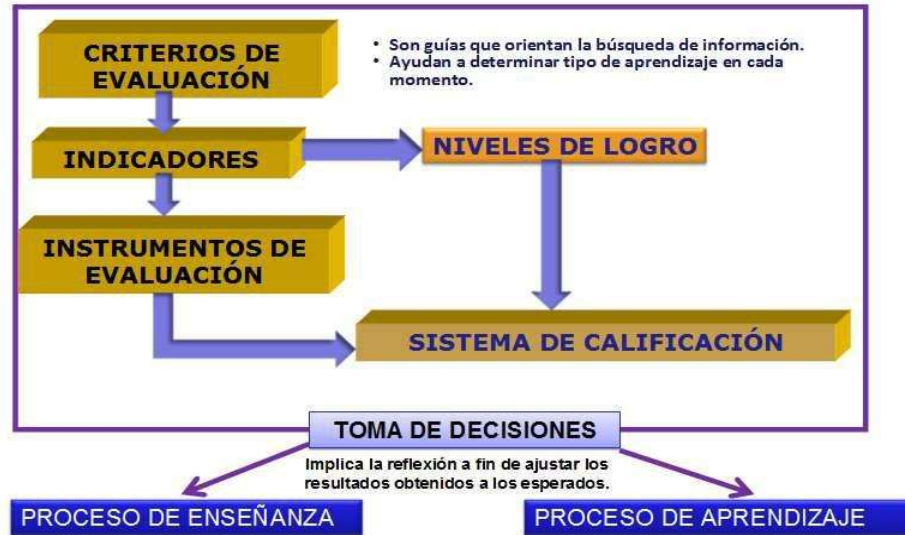 CRITERIOS DE
EVALUACIÓN
• Son guías que orientan la búsqueda de información.
• Ayudan a determinar tipo de aprendizaje en cada
momento.
INDICADORES
NIVELES DE LOGRO
INSTRUMENTOS DE
EVALUACIÓN
SISTEMA DE CALIFICACIÓN
TOMA DE DECISIONES
Implica la reflexión a fin de ajustar los
resultados obtenidos a los esperados.
PROCESO DE ENSEÑANZA
PROCESO DE APRENDIZAJE